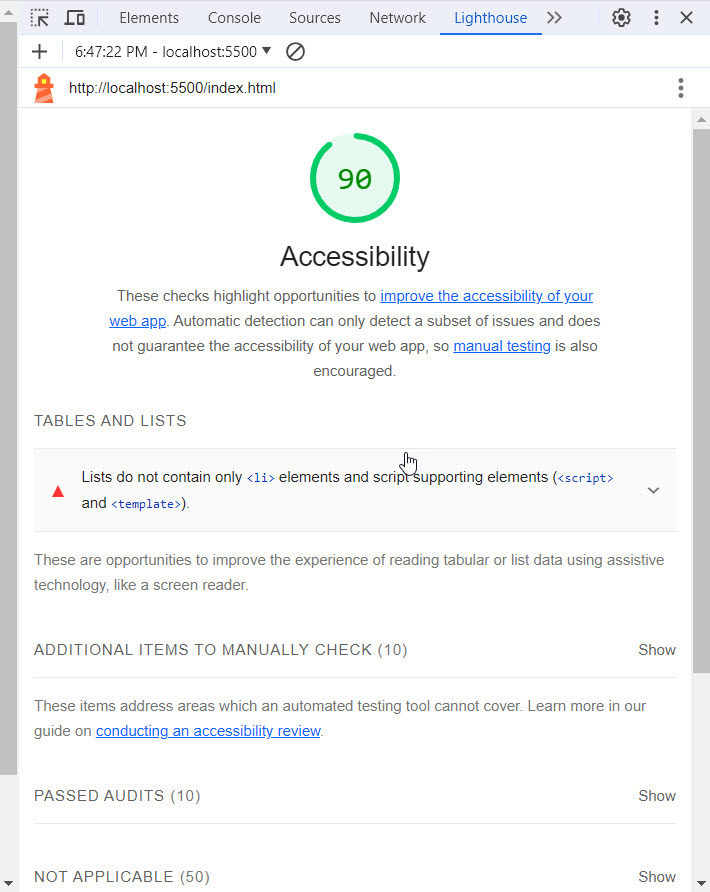 Elements Console Sources Network Lighthouse
6:47:22 PM - localhost:5500
http://localhost:5500/index.html
90
Accessibility
These checks highlight opportunities to improve the accessibility of your
web app. Automatic detection can only detect a subset of issues and does
not guarantee the accessibility of your web app, so manual testing is also
encouraged.
TABLES AND LISTS
Lists do not contain only <li> elements and script supporting elements (<script>
and <template>).
These are opportunities to improve the experience of reading tabular or list data using assistive
technology, like a screen reader.
ADDITIONAL ITEMS TO MANUALLY CHECK (10) Show
These items address areas which an automated testing tool cannot cover. Learn more in our
guide on conducting an accessibility review.
PASSED AUDITS (10) Show
NOT APPLICABLE (50) Show